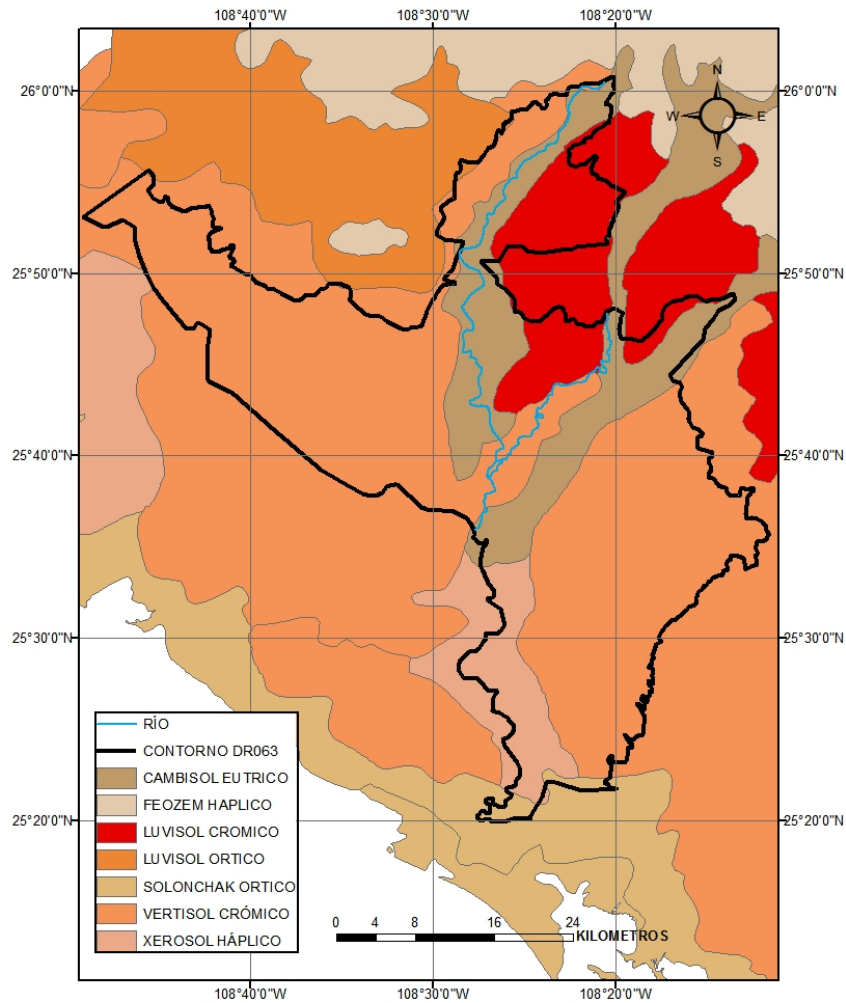 108°40'0"W 108°30'0"W 108°20'0"W
26°0'0"N 26°0'0"N
N
W E
S
25°50'0"N 25°50'0"N
25°40'0"N 25°40'0"N
25°30'0"N 25°30'0"N
RÍO
CONTORNO DR063
CAMBISOL EUTRICO
FEOZEM HAPLICO
LUVISOL CROMICO
LUVISOL ORTICO
SOLONCHAK ORTICO
VERTISOL CRÓMICO
XEROSOL HÁPLICO
25°20'0"N 25°20'0"N
0 4 8 16 24
KILOMETROS
108°40'0"W 108°30'0"W 108°20'0"W